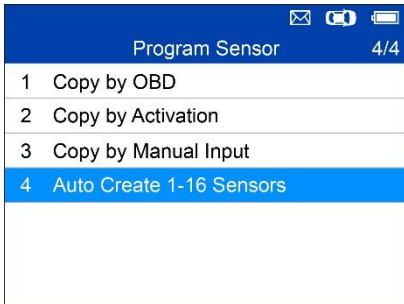 Program Sensor 4/4
1 Copy by OBD
2 Copy by Activation
3 Copy by Manual Input
4 Auto Create 1-16 Sensors